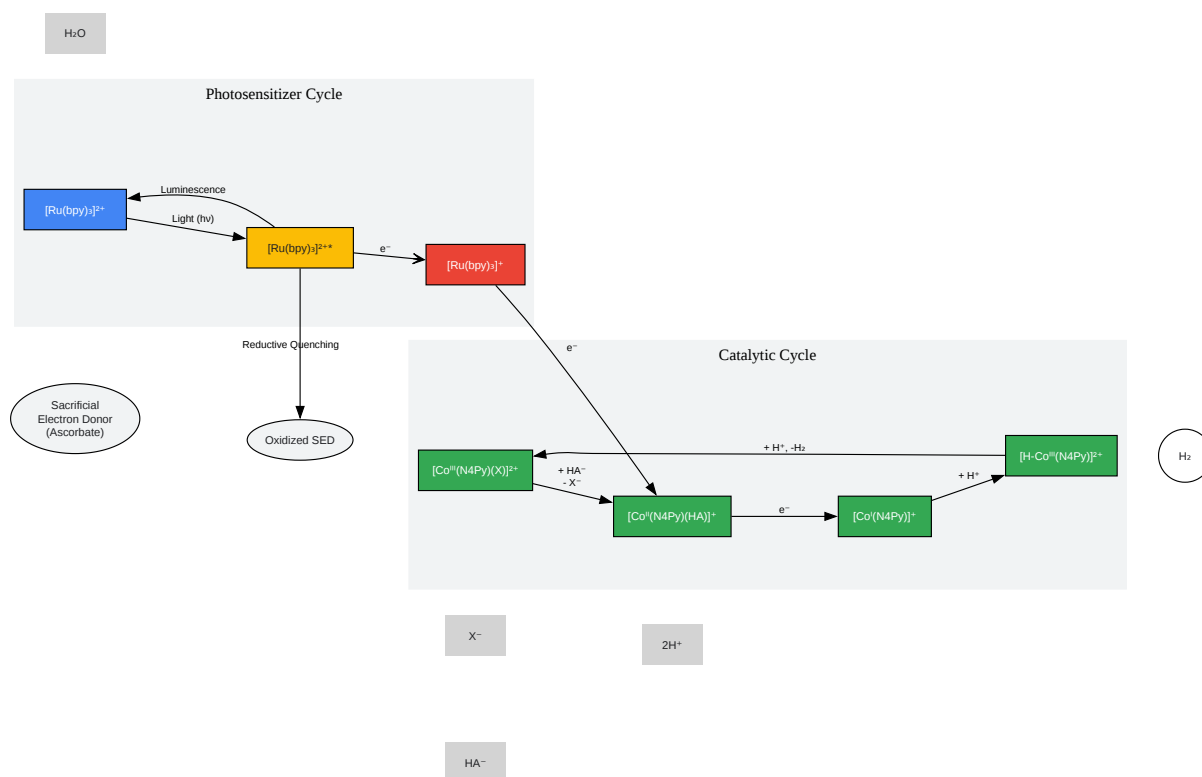 H₂O
Photosensitizer Cycle
Luminescence
[Ru(bpy)₃]²⁺
Light (hν)
[Ru(bpy)₃]²⁺*
e⁻
[Ru(bpy)₃]⁺
Reductive Quenching
e⁻
Catalytic Cycle
Sacrificial
Electron Donor
(Ascorbate)
Oxidized SED
[Coᴵᴵᴵ(N4Py)(X)]²⁺
+ HA⁻
- X⁻
+ H⁺, -H₂
[H-Coᴵᴵᴵ(N4Py)]²⁺
H₂
+ H⁺
[Coᴵᴵ(N4Py)(HA)]⁺
e⁻
[Coᴵ(N4Py)]⁺
X⁻
2H⁺
HA⁻